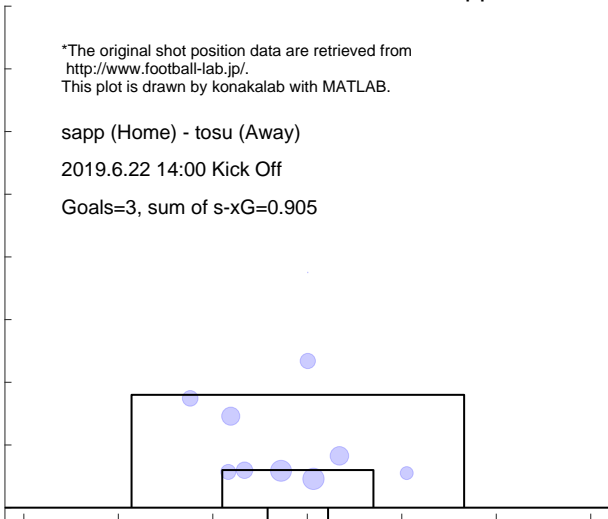 *The original shot position data are retrieved from
http://www.football-lab.jp/.
This plot is drawn by konakalab with MATLAB.
sapp (Home) - tosu (Away)
2019.6.22 14:00 Kick Off
Goals=3, sum of s-xG=0.905